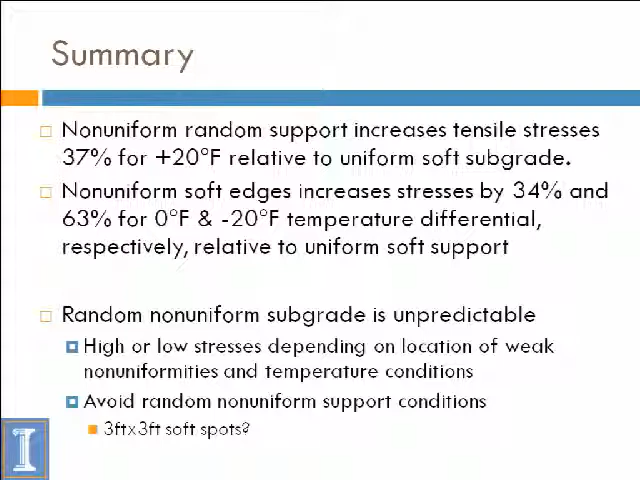 Summary
Nonuniform random support increases tensile stresses
37% for +20°F relative to uniform soft subgrade.
Nonuniform soft edges increases stresses by 34% and
63% for 0°F & -20°F temperature differential,
respectively, relative to uniform soft support
Random nonuniform subgrade is unpredictable
High or low stresses depending on location of weak
nonuniformities and temperature conditions
Avoid random nonuniform support conditions
3ftx3ft soft spots?
I